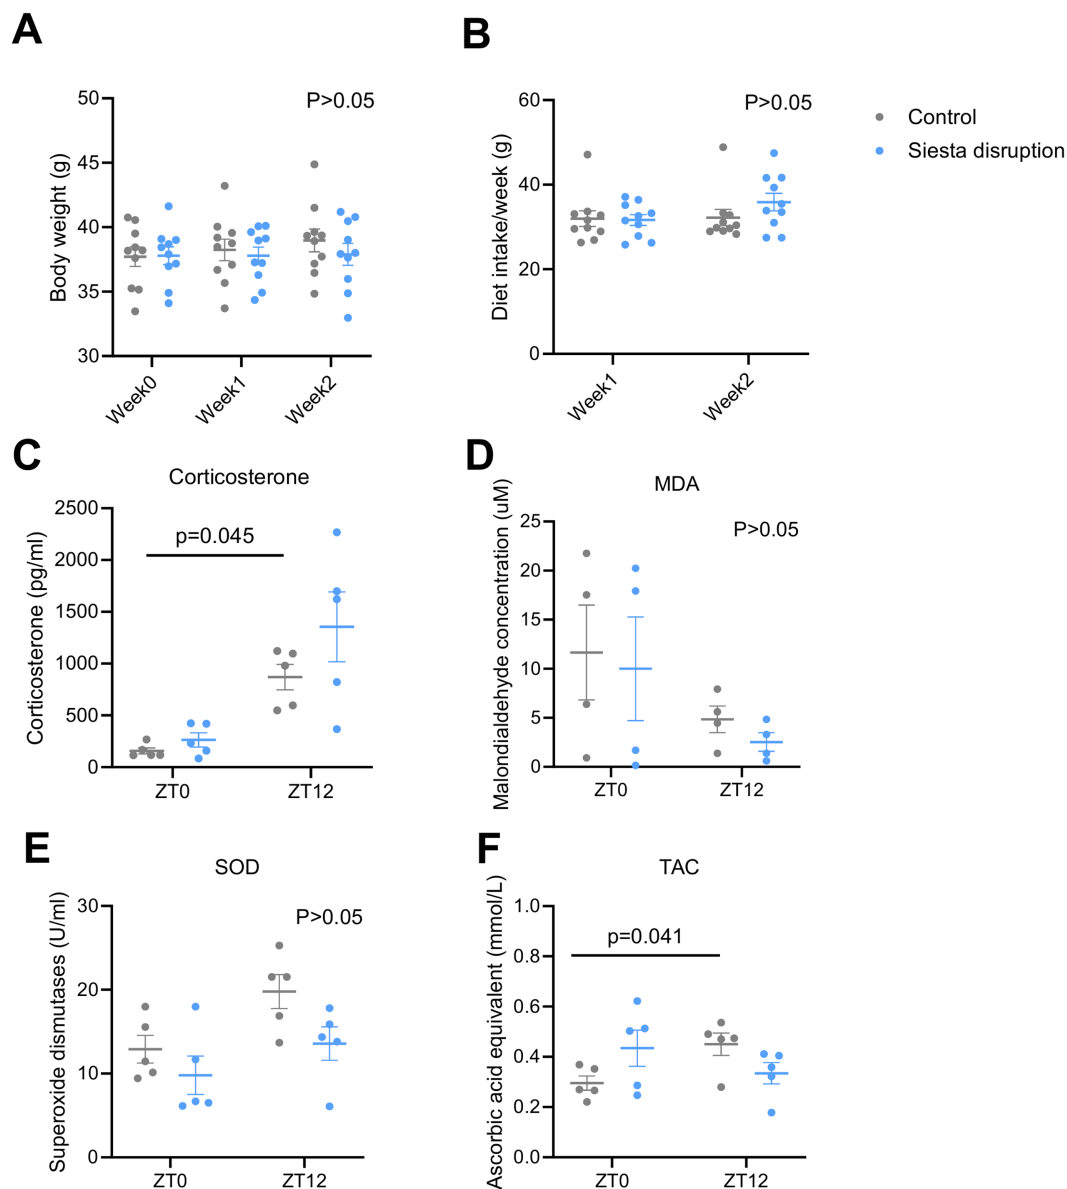 A
B
50
45
40
35
30
Body weight (g)
P>0.05
Week0
Week1
Week2
60
40
20
0
Diet intake/week (g)
P>0.05
Week1
Week2
Control
Siesta disruption
C
Corticosterone
2500
2000
1500
1000
500
0
Corticosterone (pg/ml)
p=0.045
ZT0
ZT12
D
MDA
25
20
15
10
5
0
Malondialdehyde concentration (uM)
P>0.05
ZT0
ZT12
E
SOD
30
20
10
0
Superoxide dismutases (U/ml)
P>0.05
ZT0
ZT12
F
TAC
1.0
0.8
0.6
0.4
0.2
0.0
Ascorbic acid equivalent (mmol/L)
p=0.041
ZT0
ZT12